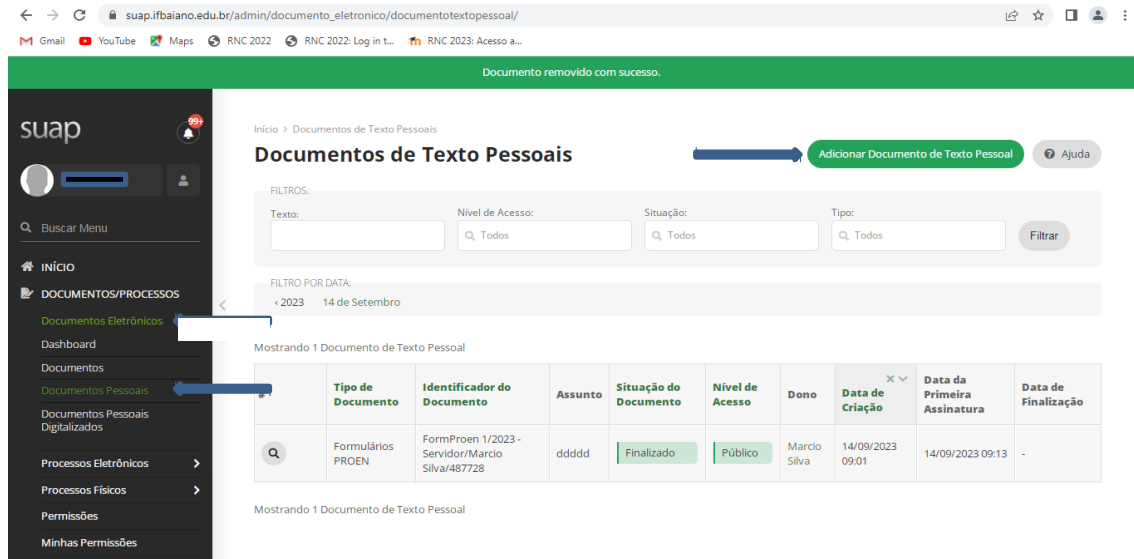 suap.ifbaiano.edu.br/admin/documento_eletronico/documentotextopessoal/
Gmail YouTube Maps RNC 2022 RNC 2022: Log in t... RNC 2023: Acesso a...
Documento removido com sucesso.
suap
99+
Buscar Menu
INÍCIO
DOCUMENTOS/PROCESSOS
Documentos Eletrônicos
Dashboard
Documentos
Documentos Pessoais
Documentos Pessoais
Digitalizados
Processos Eletrônicos
Processos Físicos
Permissões
Minhas Permissões
Início > Documentos de Texto Pessoais
Documentos de Texto Pessoais
Adicionar Documento de Texto Pessoal
Ajuda
FILTROS:
Texto: Nível de Acesso: Situação: Tipo:
Todos Todos Todos Filtrar
FILTRO POR DATA:
‹ 2023 14 de Setembro
Mostrando 1 Documento de Texto Pessoal
#
Tipo de
Documento
Identificador do
Documento
Assunto
Situação do
Documento
Nível de
Acesso
Dono
Data de
Criação
Data da
Primeira
Assinatura
Data de
Finalização
Formulários
PROEN
FormProen 1/2023 -
Servidor/Marcio
Silva/487728
ddddd
Finalizado
Público
Marcio
Silva
14/09/2023
09:01
14/09/2023 09:13
-
Mostrando 1 Documento de Texto Pessoal